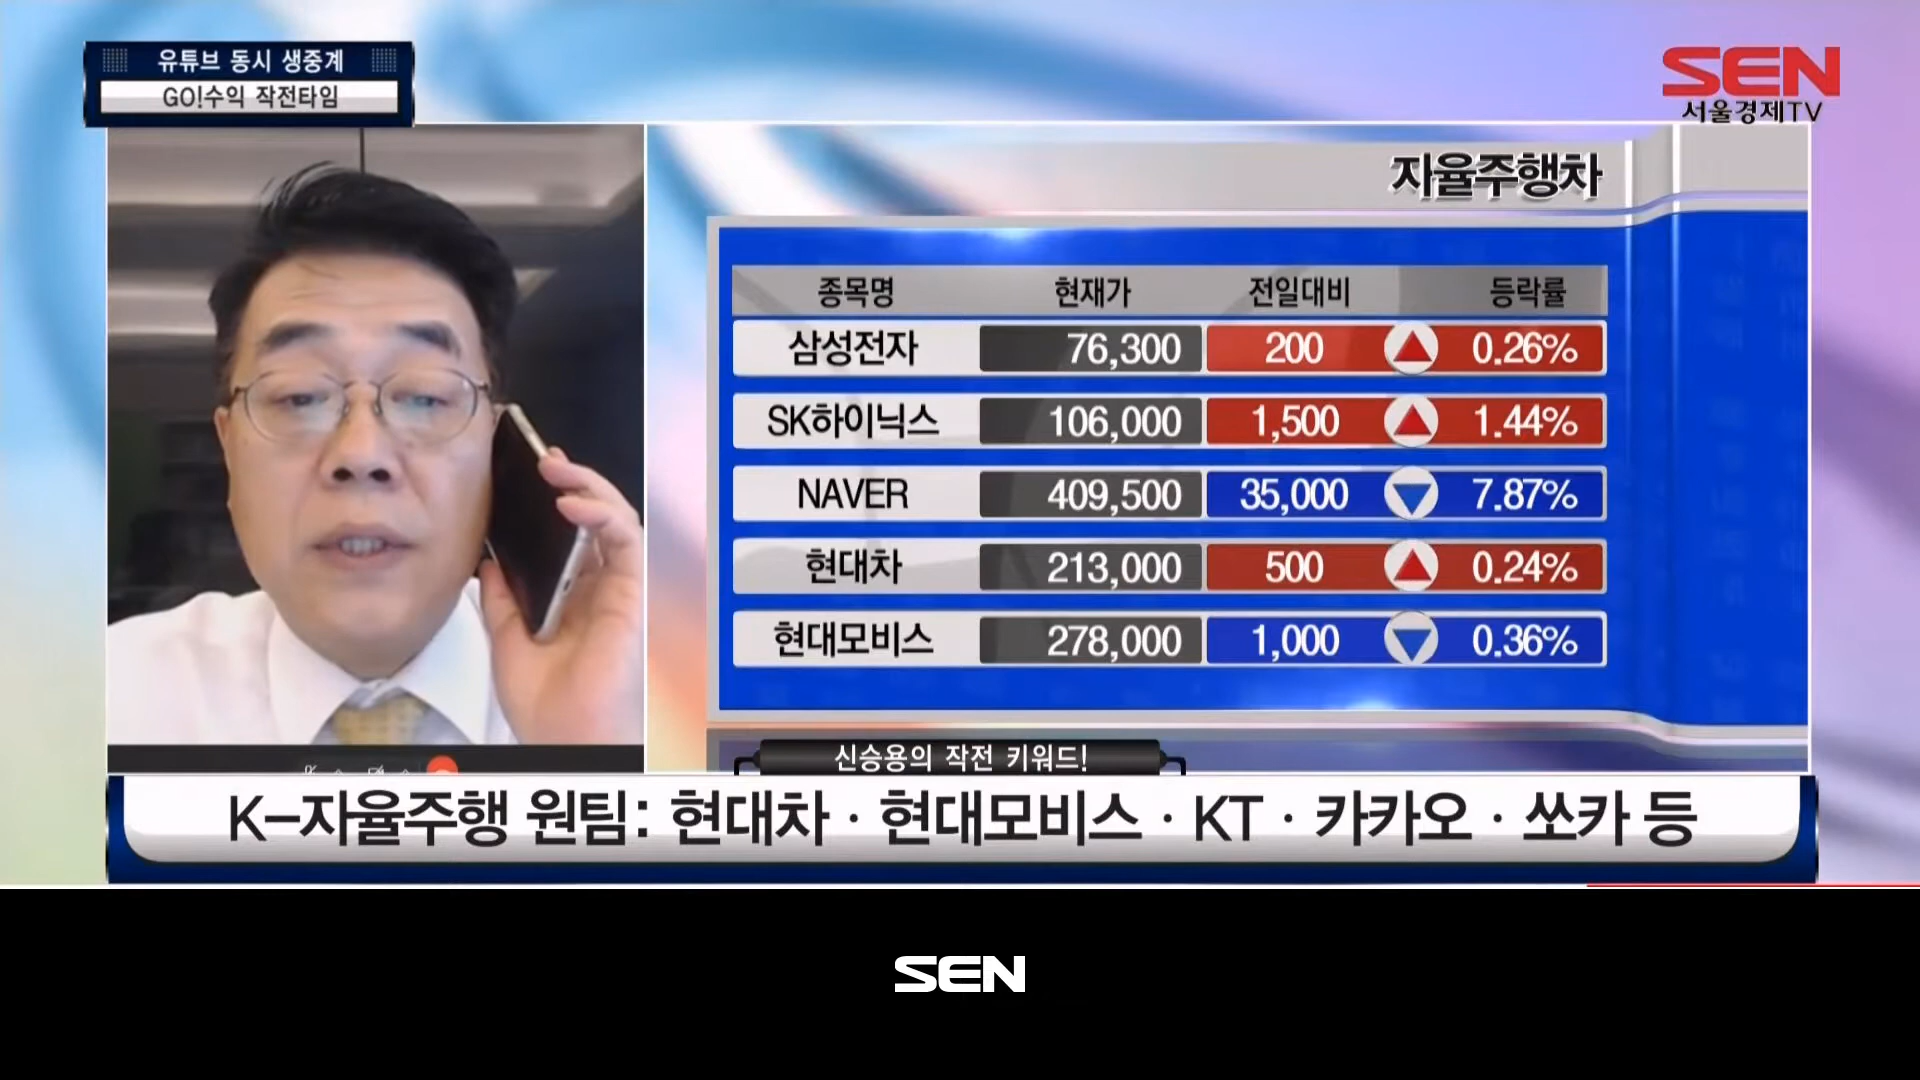 유튜브 동시 생중계
GO!수익 작전타임
SEN
서울경제TV
자율주행차
종목명 현재가 전일대비 등락률
삼성전자 76,300 200 0.26%
SK하이닉스 106,000 1,500 1.44%
NAVER 409,500 35,000 7.87%
현대차 213,000 500 0.24%
현대모비스 278,000 1,000 0.36%
신승용의 작전 키워드!
K-자율주행 원팀: 현대차 · 현대모비스 · KT · 카카오 · 쏘카 등
SEN